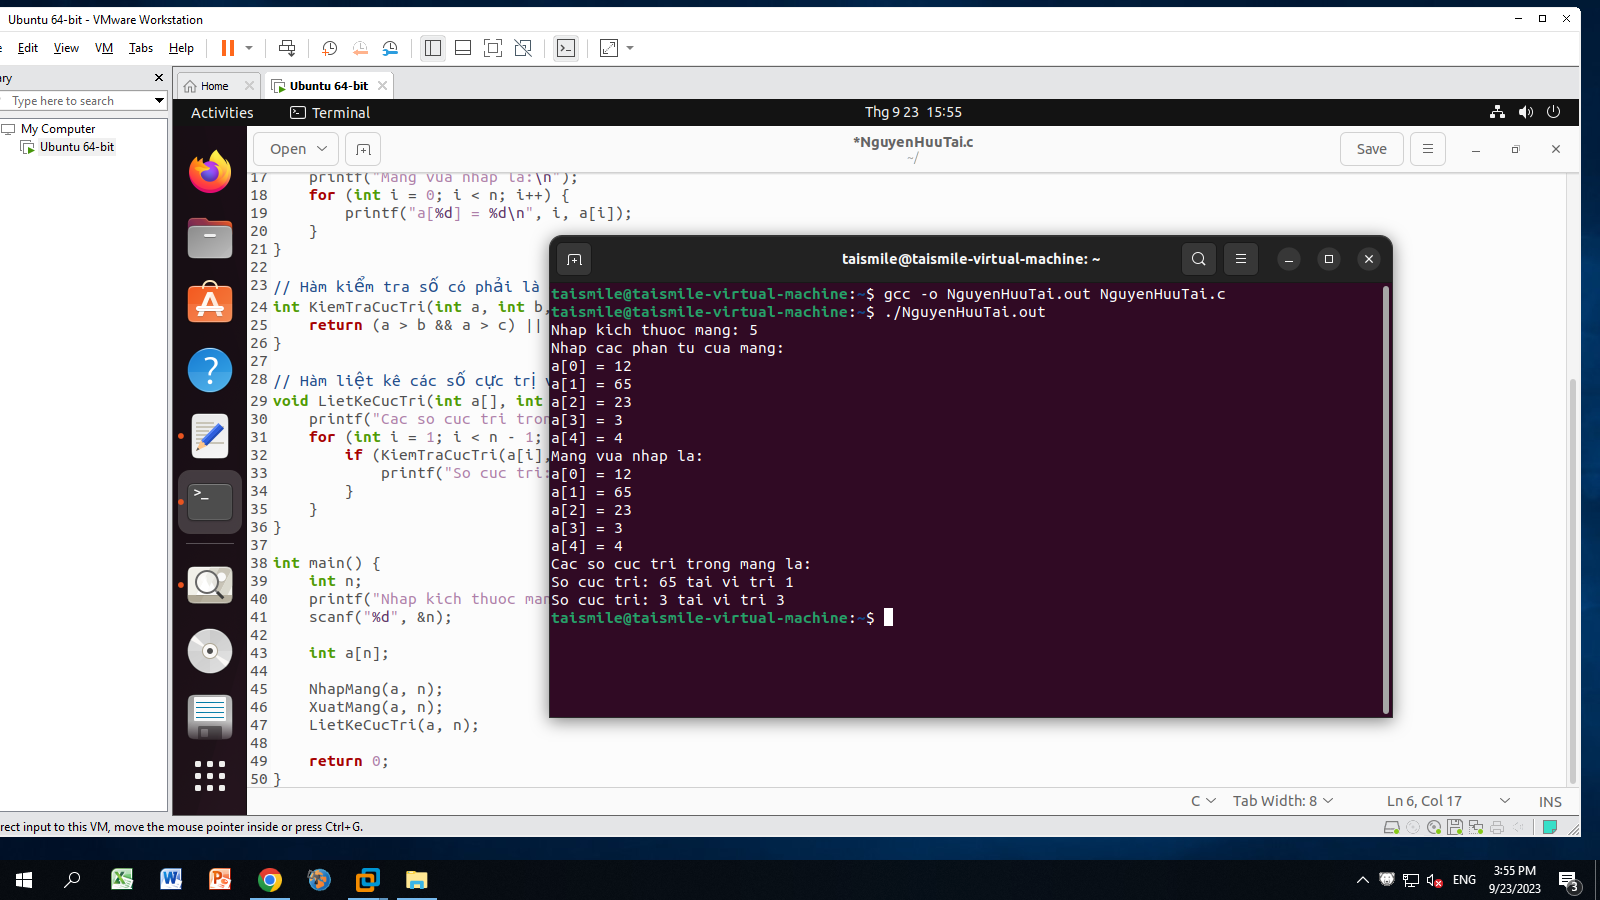 Ubuntu 64-bit - VMware Workstation
Edit View VM Tabs Help
Type here to search
My Computer
Ubuntu 64-bit
Home
Ubuntu 64-bit
Activities
Terminal
Thg 9 23 15:55
Open
*NguyenHuuTai.c
~/
Save
17 printf("Mang vua nhap la:\n");
18 for (int i = 0; i < n; i++) {
19 printf("a[%d] = %d\n", i, a[i]);
20 }
21 }
22
23 // Hàm kiểm tra số có phải là
24 int KiemTraCucTri(int a, int b,
25 return (a > b && a > c) ||
26 }
27
28 // Hàm liệt kê các số cực trị
29 void LietKeCucTri(int a[], int
30 printf("Cac so cuc tri tron
31 for (int i = 1; i < n - 1;
32 if (KiemTraCucTri(a[i],
33 printf("So cuc tri:
34 }
35 }
36 }
37
38 int main() {
39 int n;
40 printf("Nhap kich thuoc man
41 scanf("%d", &n);
42
43 int a[n];
44
45 NhapMang(a, n);
46 XuatMang(a, n);
47 LietKeCucTri(a, n);
48
49 return 0;
50 }
taismile@taismile-virtual-machine: ~
taismile@taismile-virtual-machine:~$ gcc -o NguyenHuuTai.out NguyenHuuTai.c
taismile@taismile-virtual-machine:~$ ./NguyenHuuTai.out
Nhap kich thuoc mang: 5
Nhap cac phan tu cua mang:
a[0] = 12
a[1] = 65
a[2] = 23
a[3] = 3
a[4] = 4
Mang vua nhap la:
a[0] = 12
a[1] = 65
a[2] = 23
a[3] = 3
a[4] = 4
Cac so cuc tri trong mang la:
So cuc tri: 65 tai vi tri 1
So cuc tri: 3 tai vi tri 3
taismile@taismile-virtual-machine:~$
C Tab Width: 8 Ln 6, Col 17 INS
rect input to this VM, move the mouse pointer inside or press Ctrl+G.
ENG
3:55 PM
9/23/2023
3